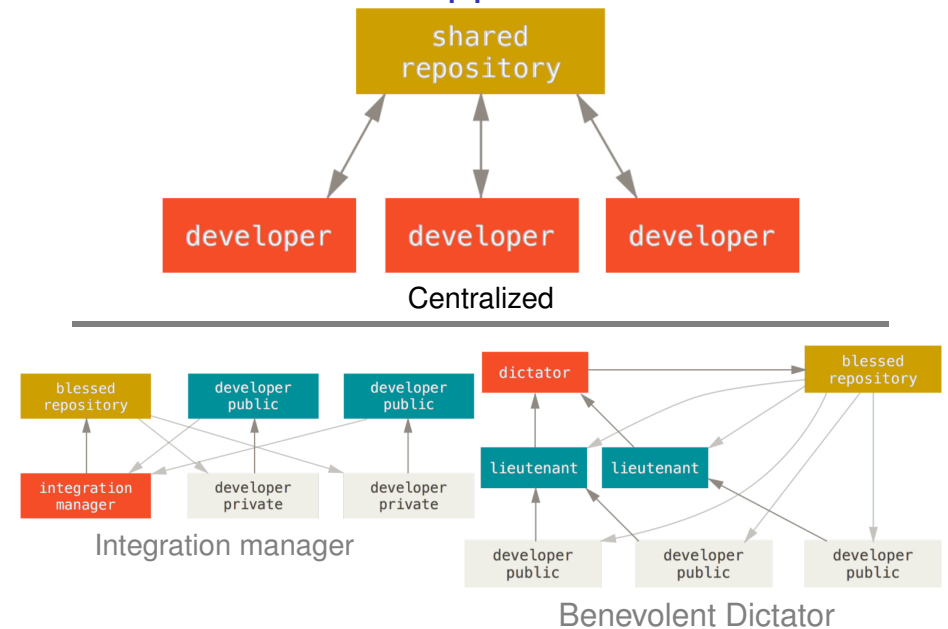 shared
repository
developer
developer
developer
Centralized
blessed
repository
developer
public
developer
public
integration
manager
developer
private
developer
private
Integration manager
dictator
blessed
repository
lieutenant
lieutenant
developer
public
developer
public
developer
public
Benevolent Dictator